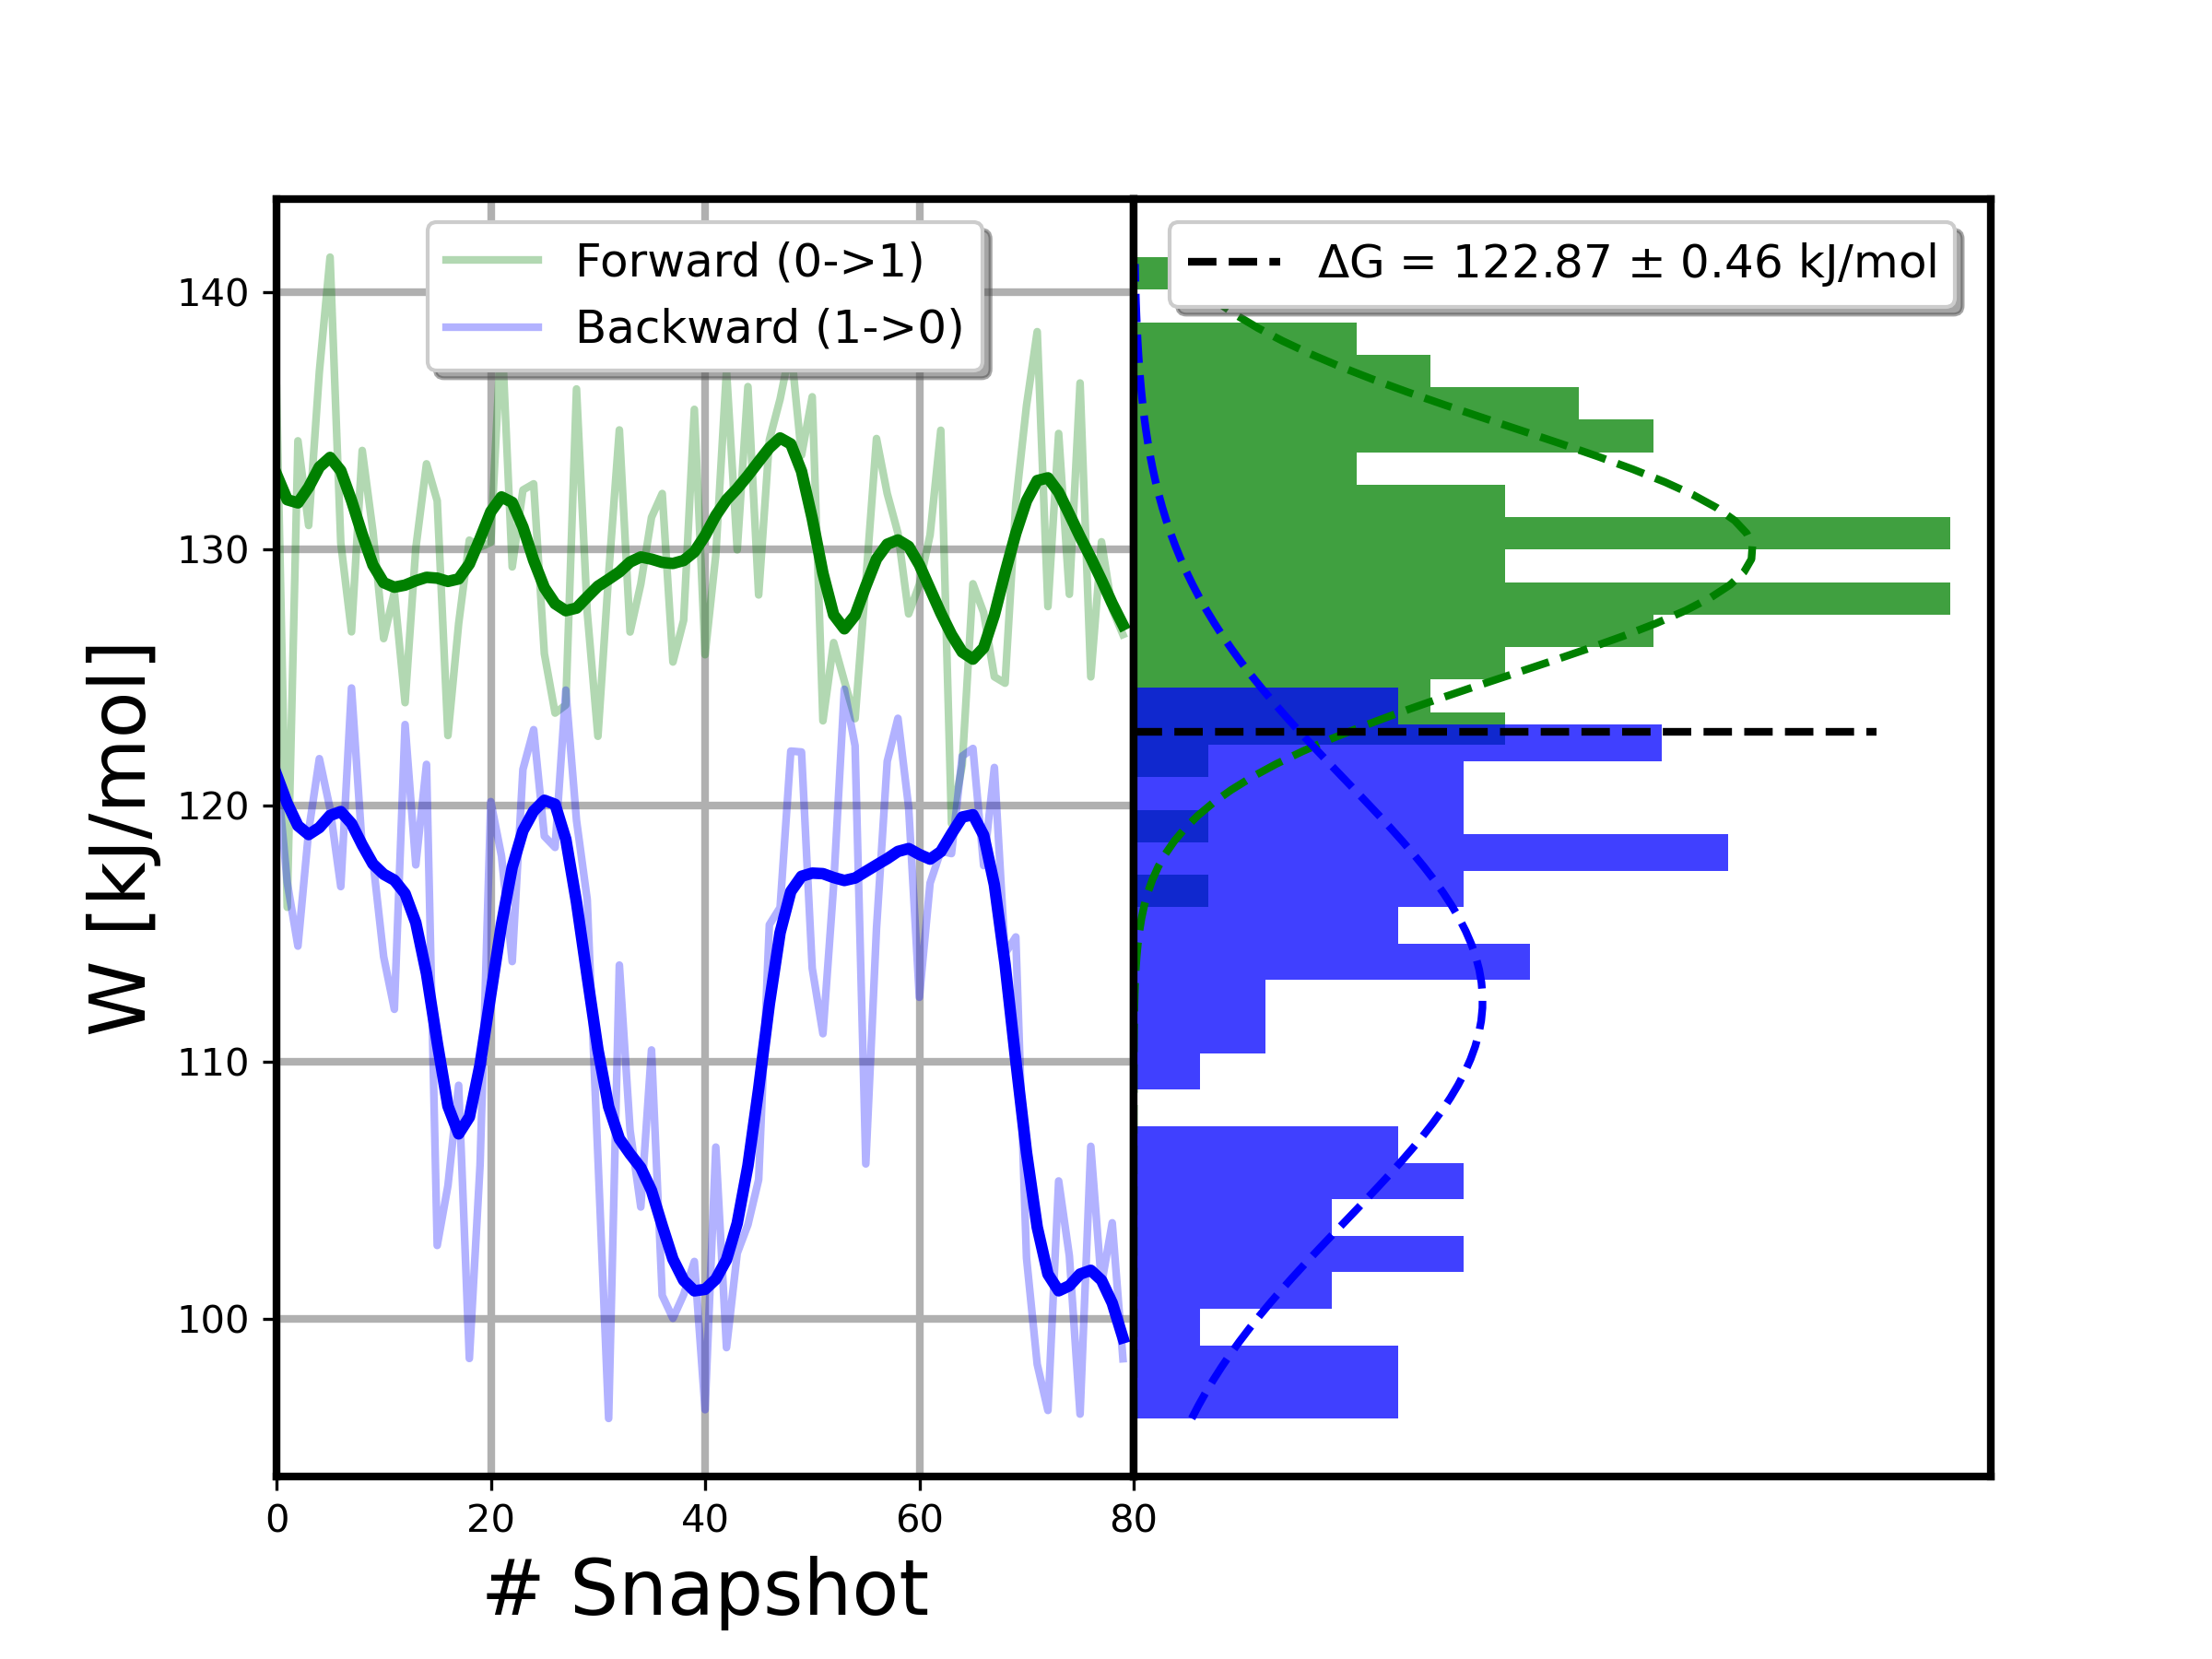 Forward (0->1)
Backward (1->0)
ΔG = 122.87 ± 0.46 kJ/mol
W [kJ/mol]
140
130
120
110
100
0 20 40 60 80
# Snapshot